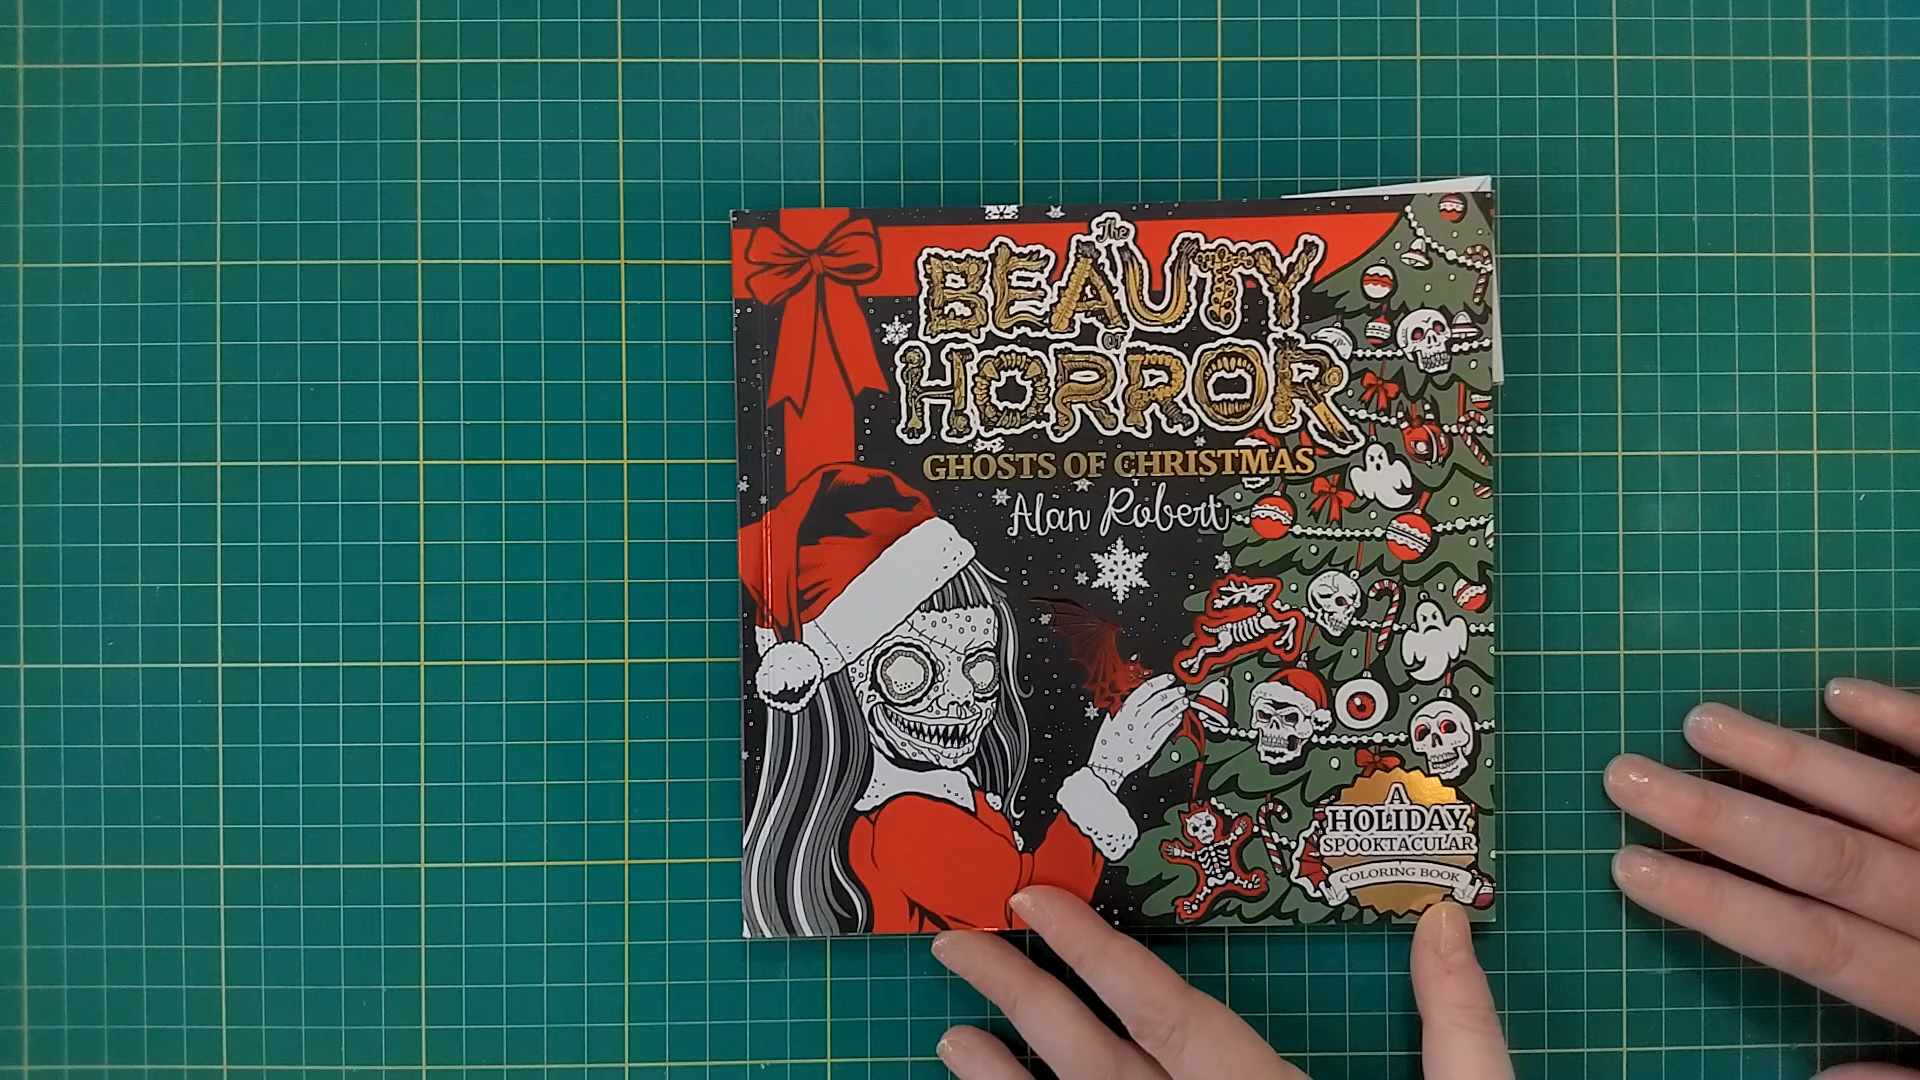 The
BEAUTY
OF
HORROR
GHOSTS OF CHRISTMAS
Alan Robert
A
HOLIDAY
SPOOKTACULAR
COLORING BOOK